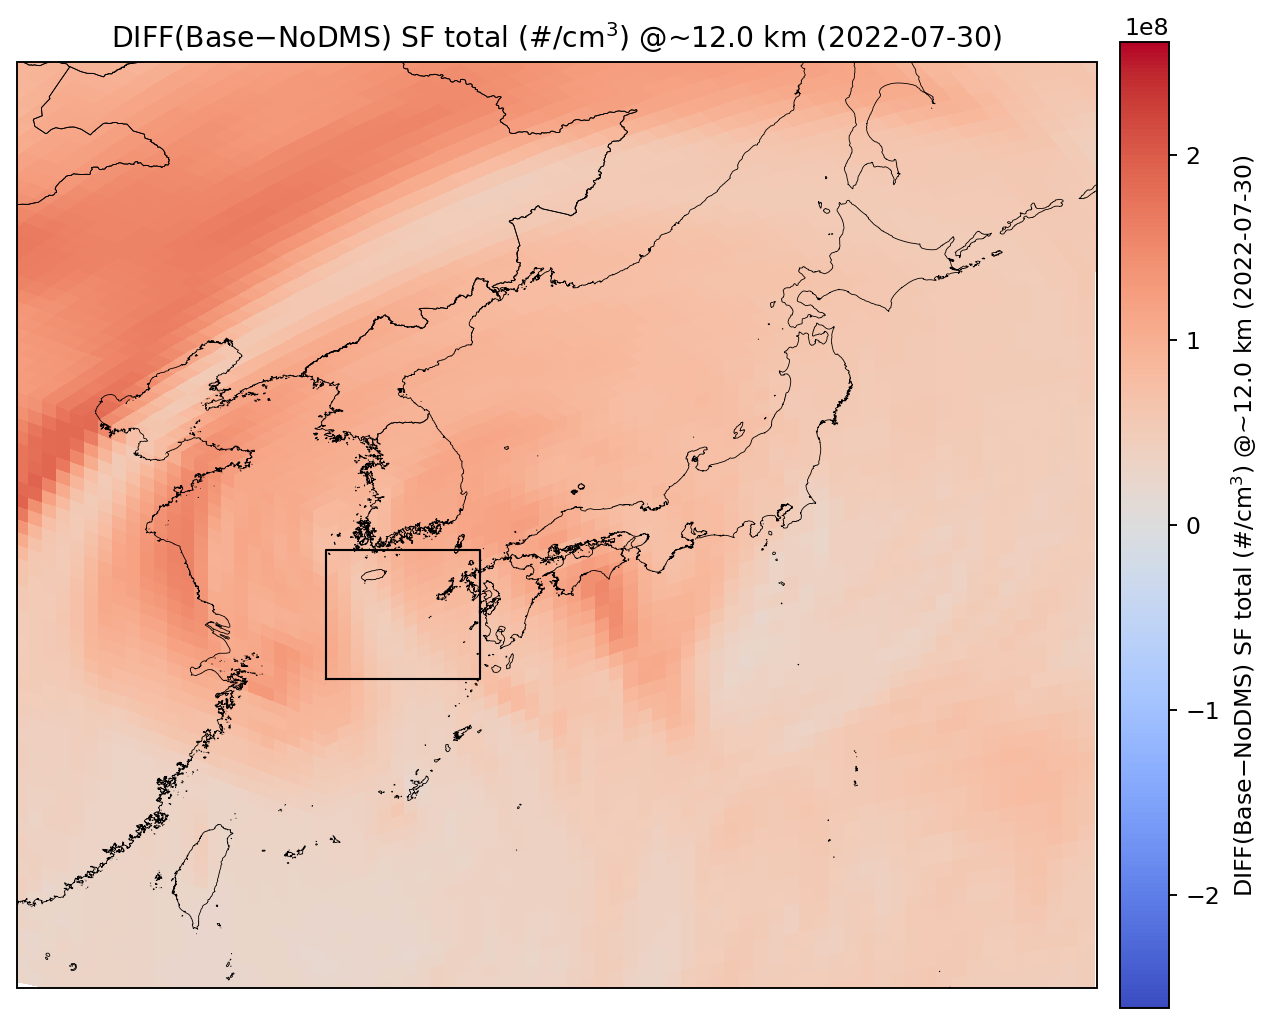 DIFF(Base−NoDMS) SF total (#/cm³) @~12.0 km (2022-07-30)
1e8
2
1
0
−1
−2
DIFF(Base−NoDMS) SF total (#/cm³) @~12.0 km (2022-07-30)